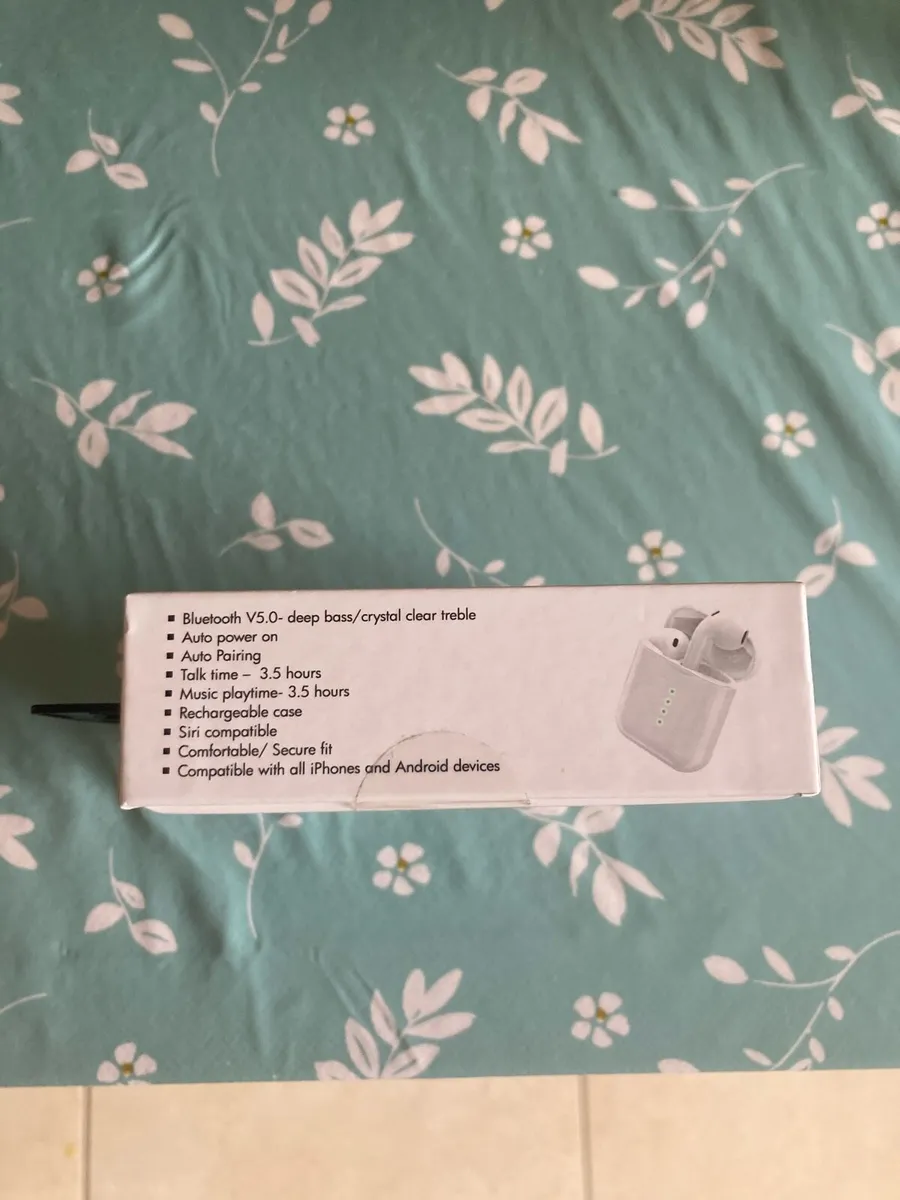 ▪ Bluetooth V5.0- deep bass/crystal clear treble
▪ Auto power on
▪ Auto Pairing
▪ Talk time – 3.5 hours
▪ Music playtime- 3.5 hours
▪ Rechargeable case
▪ Siri compatible
▪ Comfortable/ Secure fit
▪ Compatible with all iPhones and Android devices